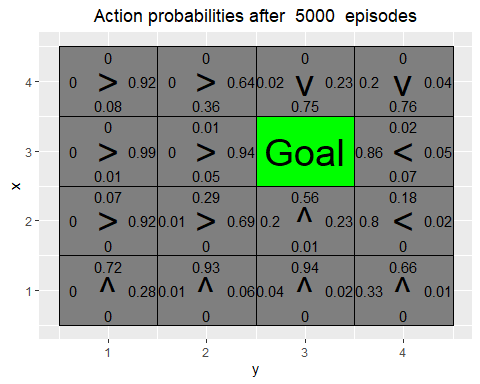 Action probabilities after 5000 episodes
0 0 0 0
4 0 > 0.92 0 > 0.64 0.02 v 0.23 0.2 v 0.04
0.08 0.36 0.75 0.76
0 0.01 0.02
3 0 > 0.99 0 > 0.94 Goal 0.86 < 0.05
0.01 0.05 0.07
0.07 0.29 0.56 0.18
2 0 > 0.92 0.01 > 0.69 0.2 ^ 0.23 0.8 < 0.02
0 0 0.01 0
0.72 0.93 0.94 0.66
1 0 ^ 0.28 0.01 ^ 0.06 0.04 ^ 0.02 0.33 ^ 0.01
0 0 0 0
1 2 3 4
y
x